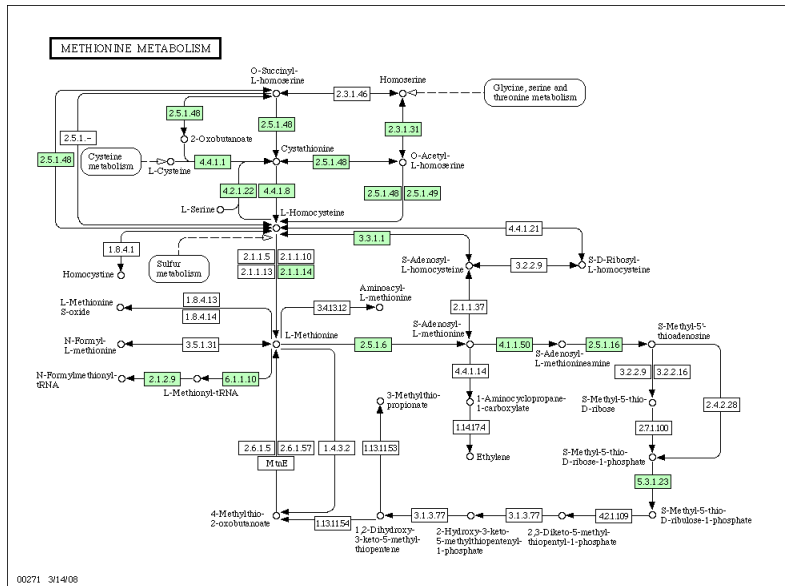 METHIONINE METABOLISM
O-Succinyl-
L-homoserine
2.3.1.46
Homoserine
Glycine, serine and
threonine metabolism
2.5.1.48
2.5.1.-
2.5.1.48
2.5.1.48
2.3.1.31
2-Oxobutanoate
Cysteine
metabolism
L-Cysteine
4.4.1.1
Cystathionine
2.5.1.48
O-Acetyl-
L-homoserine
4.2.1.22
4.4.1.8
2.5.1.48
2.5.1.49
L-Serine
L-Homocysteine
4.4.1.21
3.3.1.1
1.8.4.1
Homocystine
Sulfur
metabolism
2.1.1.5
2.1.1.10
2.1.1.13
2.1.1.14
S-Adenosyl-
L-homocysteine
3.2.2.9
S-D-Ribosyl-
L-homocysteine
L-Methionine
S-oxide
1.8.4.13
1.8.4.14
3.4.13.12
Aminoacyl-
L-methionine
2.1.1.37
N-Formyl-
L-methionine
3.5.1.31
L-Methionine
2.5.1.6
S-Adenosyl-
L-methionine
4.1.1.50
S-Adenosyl-
L-methioninamine
2.5.1.16
S-Methyl-5'-
thioadenosine
N-Formylmethionyl-
tRNA
2.1.2.9
L-Methionyl-tRNA
6.1.1.10
4.4.1.14
3.2.2.9
3.2.2.16
3-Methylthio-
propionate
1-Aminocyclopropane-
1-carboxylate
S-Methyl-5-thio-
D-ribose
2.4.2.28
1.14.17.4
2.7.1.100
2.6.1.5
2.6.1.57
MtnE
1.4.3.2
1.13.11.53
Ethylene
S-Methyl-5-thio-
D-ribose-1-phosphate
5.3.1.23
4-Methylthio-
2-oxobutanoate
1.13.11.54
1,2-Dihydroxy-
3-keto-5-methyl-
thiopentene
3.1.3.77
2-Hydroxy-3-keto-
5-methylthiopentenyl-
1-phosphate
3.1.3.77
2,3-Diketo-5-methyl-
thiopentyl-1-phosphate
4.2.1.109
S-Methyl-5-thio-
D-ribulose-1-phosphate
00271 3/14/08